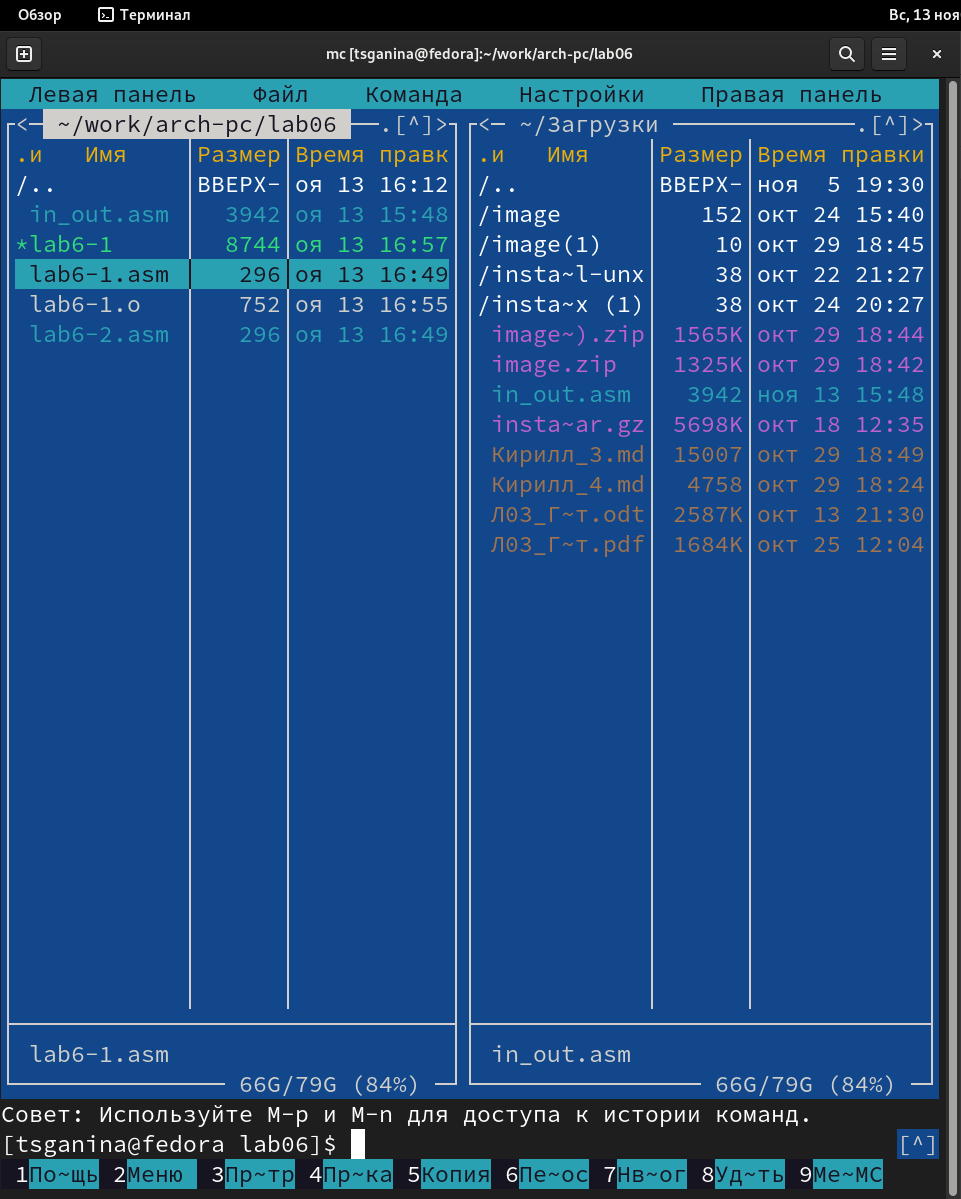 Обзор Терминал Вс, 13 ноя
mc [tsganina@fedora]:~/work/arch-pc/lab06
Левая панель Файл Команда Настройки Правая панель
<─ ~/work/arch-pc/lab06 ──.[^]> <─ ~/Загрузки ──.[^]>
.и Имя Размер Время правк .и Имя Размер Время правки
/.. ВВЕРХ- оя 13 16:12 /.. ВВЕРХ- ноя 5 19:30
in_out.asm 3942 оя 13 15:48 /image 152 окт 24 15:40
*lab6-1 8744 оя 13 16:57 /image(1) 10 окт 29 18:45
lab6-1.asm 296 оя 13 16:49 /insta~l-unx 38 окт 22 21:27
lab6-1.o 752 оя 13 16:55 /insta~x (1) 38 окт 24 20:27
lab6-2.asm 296 оя 13 16:49 image~).zip 1565K окт 29 18:44
image.zip 1325K окт 29 18:42
in_out.asm 3942 ноя 13 15:48
insta~ar.gz 5698K окт 18 12:35
Кирилл_3.md 15007 окт 29 18:49
Кирилл_4.md 4758 окт 29 18:24
Л03_Г~т.odt 2587K окт 13 21:30
Л03_Г~т.pdf 1684K окт 25 12:04
lab6-1.asm in_out.asm
66G/79G (84%) 66G/79G (84%)
Совет: Используйте M-p и M-n для доступа к истории команд.
[tsganina@fedora lab06]$ [^]
1По~щь 2Меню 3Пр~тр 4Пр~ка 5Копия 6Пе~ос 7Нв~ог 8Уд~ть 9Ме~МС